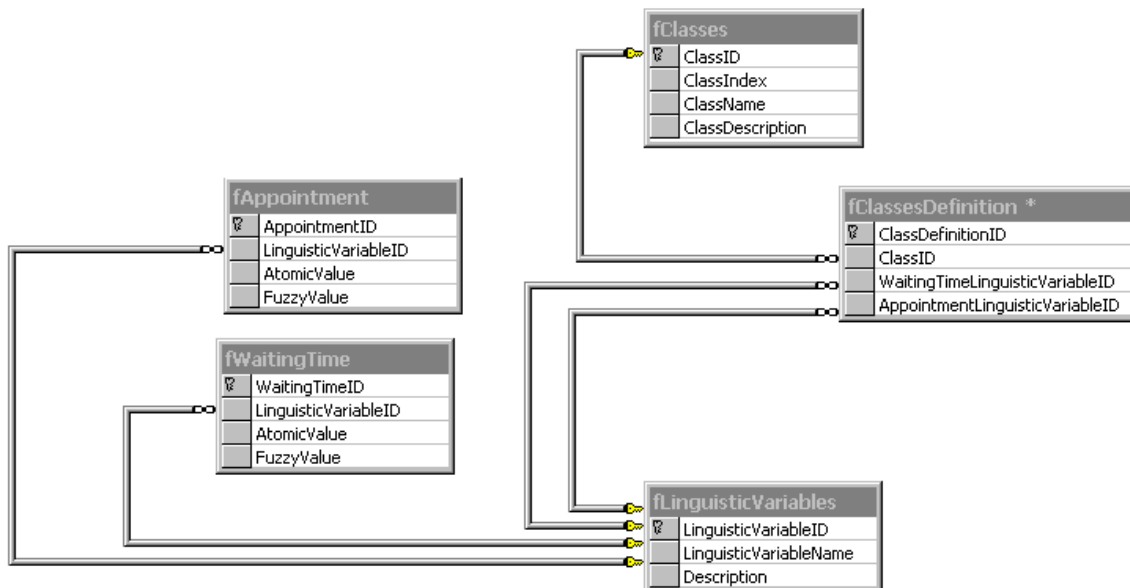 fClasses
ClassID
ClassIndex
ClassName
ClassDescription
fAppointment
AppointmentID
LinguisticVariableID
AtomicValue
FuzzyValue
fClassesDefinition *
ClassDefinitionID
ClassID
WaitingTimeLinguisticVariableID
AppointmentLinguisticVariableID
fWaitingTime
WaitingTimeID
LinguisticVariableID
AtomicValue
FuzzyValue
fLinguisticVariables
LinguisticVariableID
LinguisticVariableName
Description